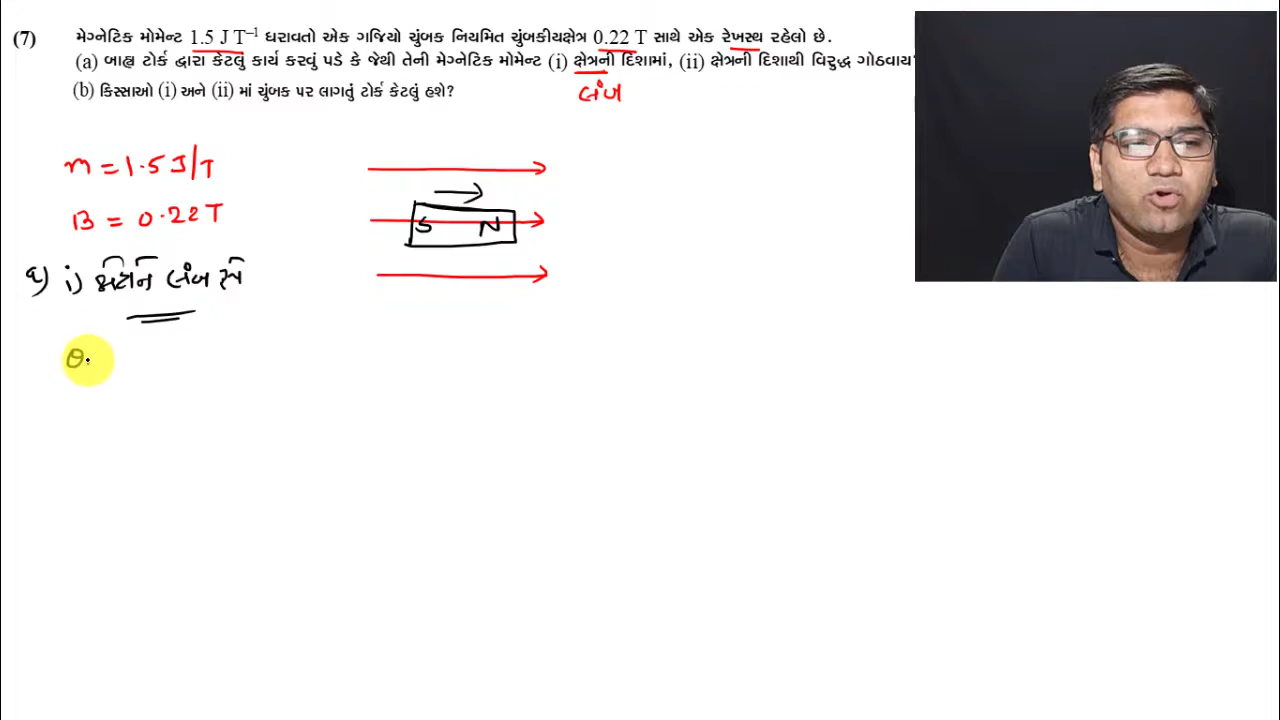 (7) મેગ્નેટિક મોમેન્ટ 1.5 J T⁻¹ ધરાવતો એક ગજિયો ચુંબક નિયમિત ચુંબકીયક્ષેત્ર 0.22 T સાથે એક રેખસ્થ રહેલો છે.
(a) બાહ્ય ટોર્ક દ્વારા કેટલું કાર્ય કરવું પડે કે જેથી તેની મેગ્નેટિક મોમેન્ટ (i) ક્ષેત્રની દિશામાં, (ii) ક્ષેત્રની દિશાથી વિરુદ્ધ ગોઠવાય
(b) કિસ્સાઓ (i) અને (ii) માં ચુંબક પર લાગતું ટોર્ક કેટલું હશે?
લંબ
m = 1.5 J/T
B = 0.22 T
S N
a) i) લંબ
θ